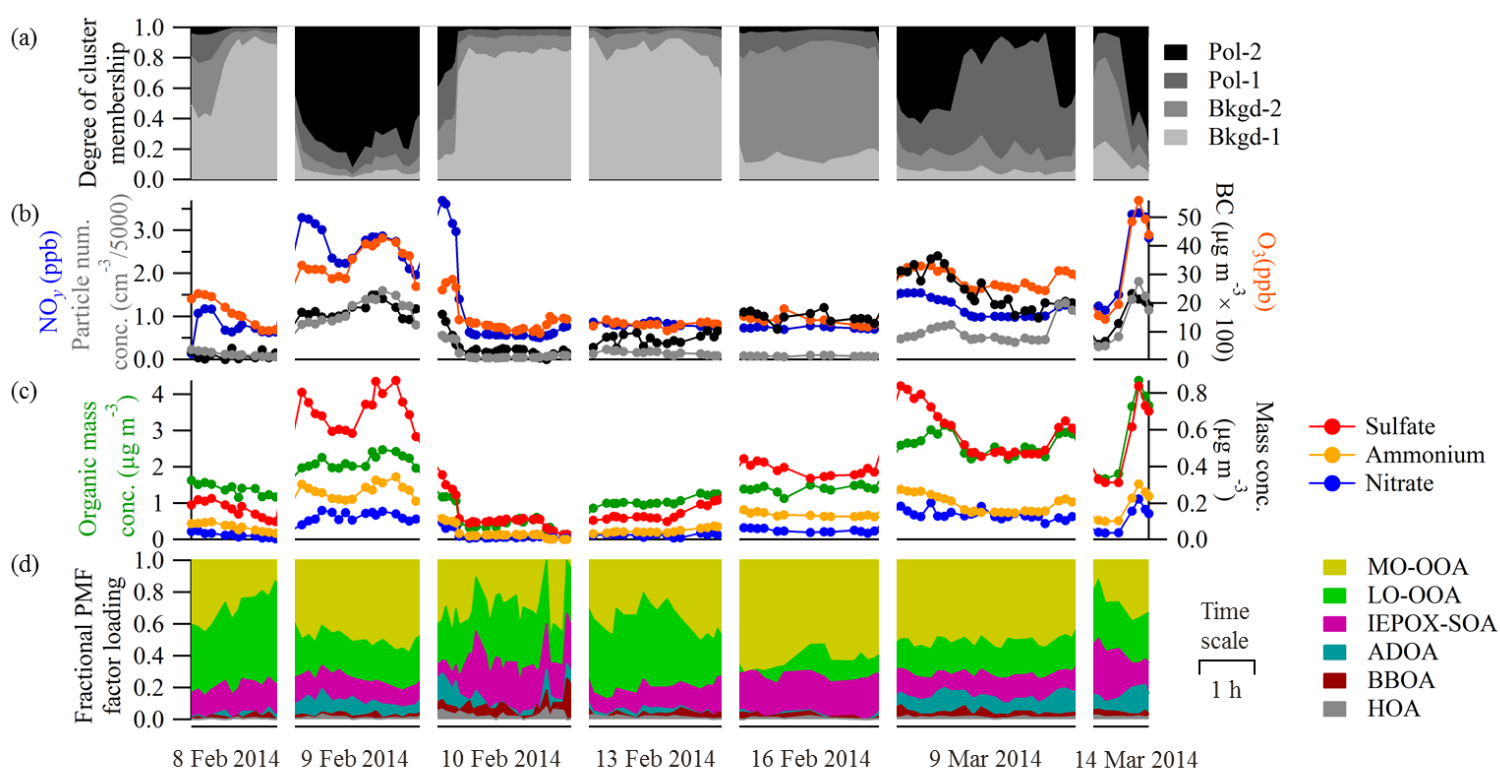 (a)
Degree of cluster
membership
1.0
0.8
0.6
0.4
0.2
0.0
Pol-2
Pol-1
Bkgd-2
Bkgd-1
(b)
NOy (ppb)
Particle num.
conc. (cm-3/5000)
3.0
2.0
1.0
0.0
50
40
30
20
10
0
BC (µg m-3 × 100)
O3(ppb)
(c)
Organic mass
conc. (µg m-3)
4
3
2
1
0
0.8
0.6
0.4
0.2
0.0
Mass conc.
(µg m-3)
Sulfate
Ammonium
Nitrate
(d)
Fractional PMF
factor loading
1.0
0.8
0.6
0.4
0.2
0.0
MO-OOA
LO-OOA
IEPOX-SOA
ADOA
BBOA
HOA
Time
scale
1 h
8 Feb 2014
9 Feb 2014
10 Feb 2014
13 Feb 2014
16 Feb 2014
9 Mar 2014
14 Mar 2014